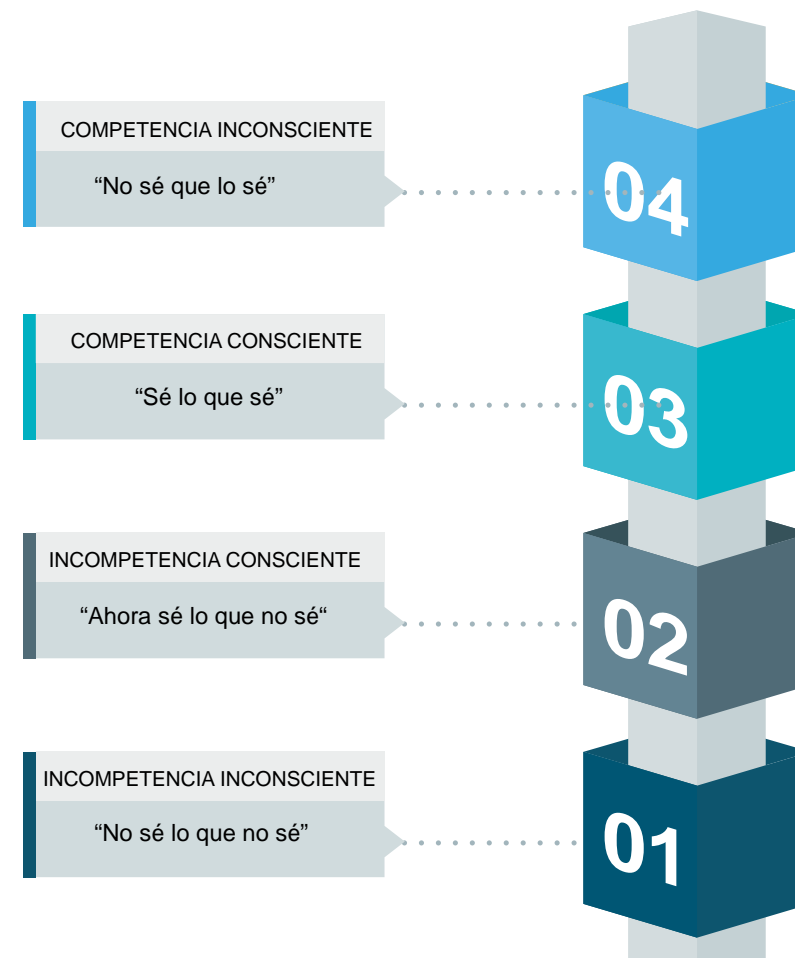 COMPETENCIA INCONSCIENTE
“No sé que lo sé”
04
COMPETENCIA CONSCIENTE
“Sé lo que sé”
03
INCOMPETENCIA CONSCIENTE
“Ahora sé lo que no sé“
02
INCOMPETENCIA INCONSCIENTE
“No sé lo que no sé”
01